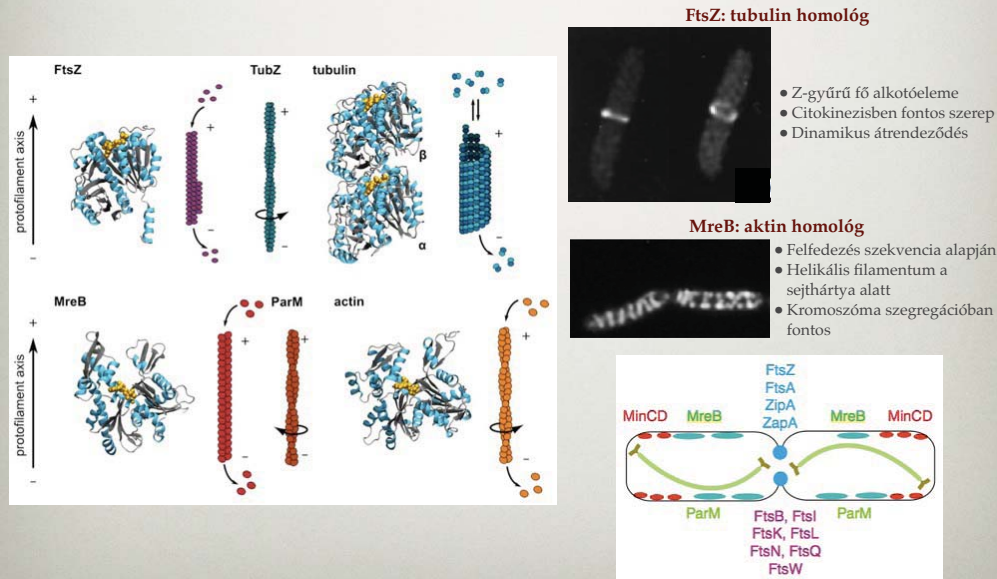 FtsZ: tubulin homológ
FtsZ
TubZ
tubulin
+
protofilament axis
–
+
–
+
–
β
α
+
–
● Z-gyűrű fő alkotóeleme
● Citokinezisben fontos szerep
● Dinamikus átrendeződés
MreB: aktin homológ
● Felfedezés szekvencia alapján
● Helikális filamentum a
sejthártya alatt
● Kromoszóma szegregációban
fontos
MreB
ParM
actin
+
protofilament axis
–
+
–
+
–
+
–
FtsZ
FtsA
ZipA
ZapA
MinCD MreB MreB MinCD
ParM ParM
FtsB, FtsI
FtsK, FtsL
FtsN, FtsQ
FtsW